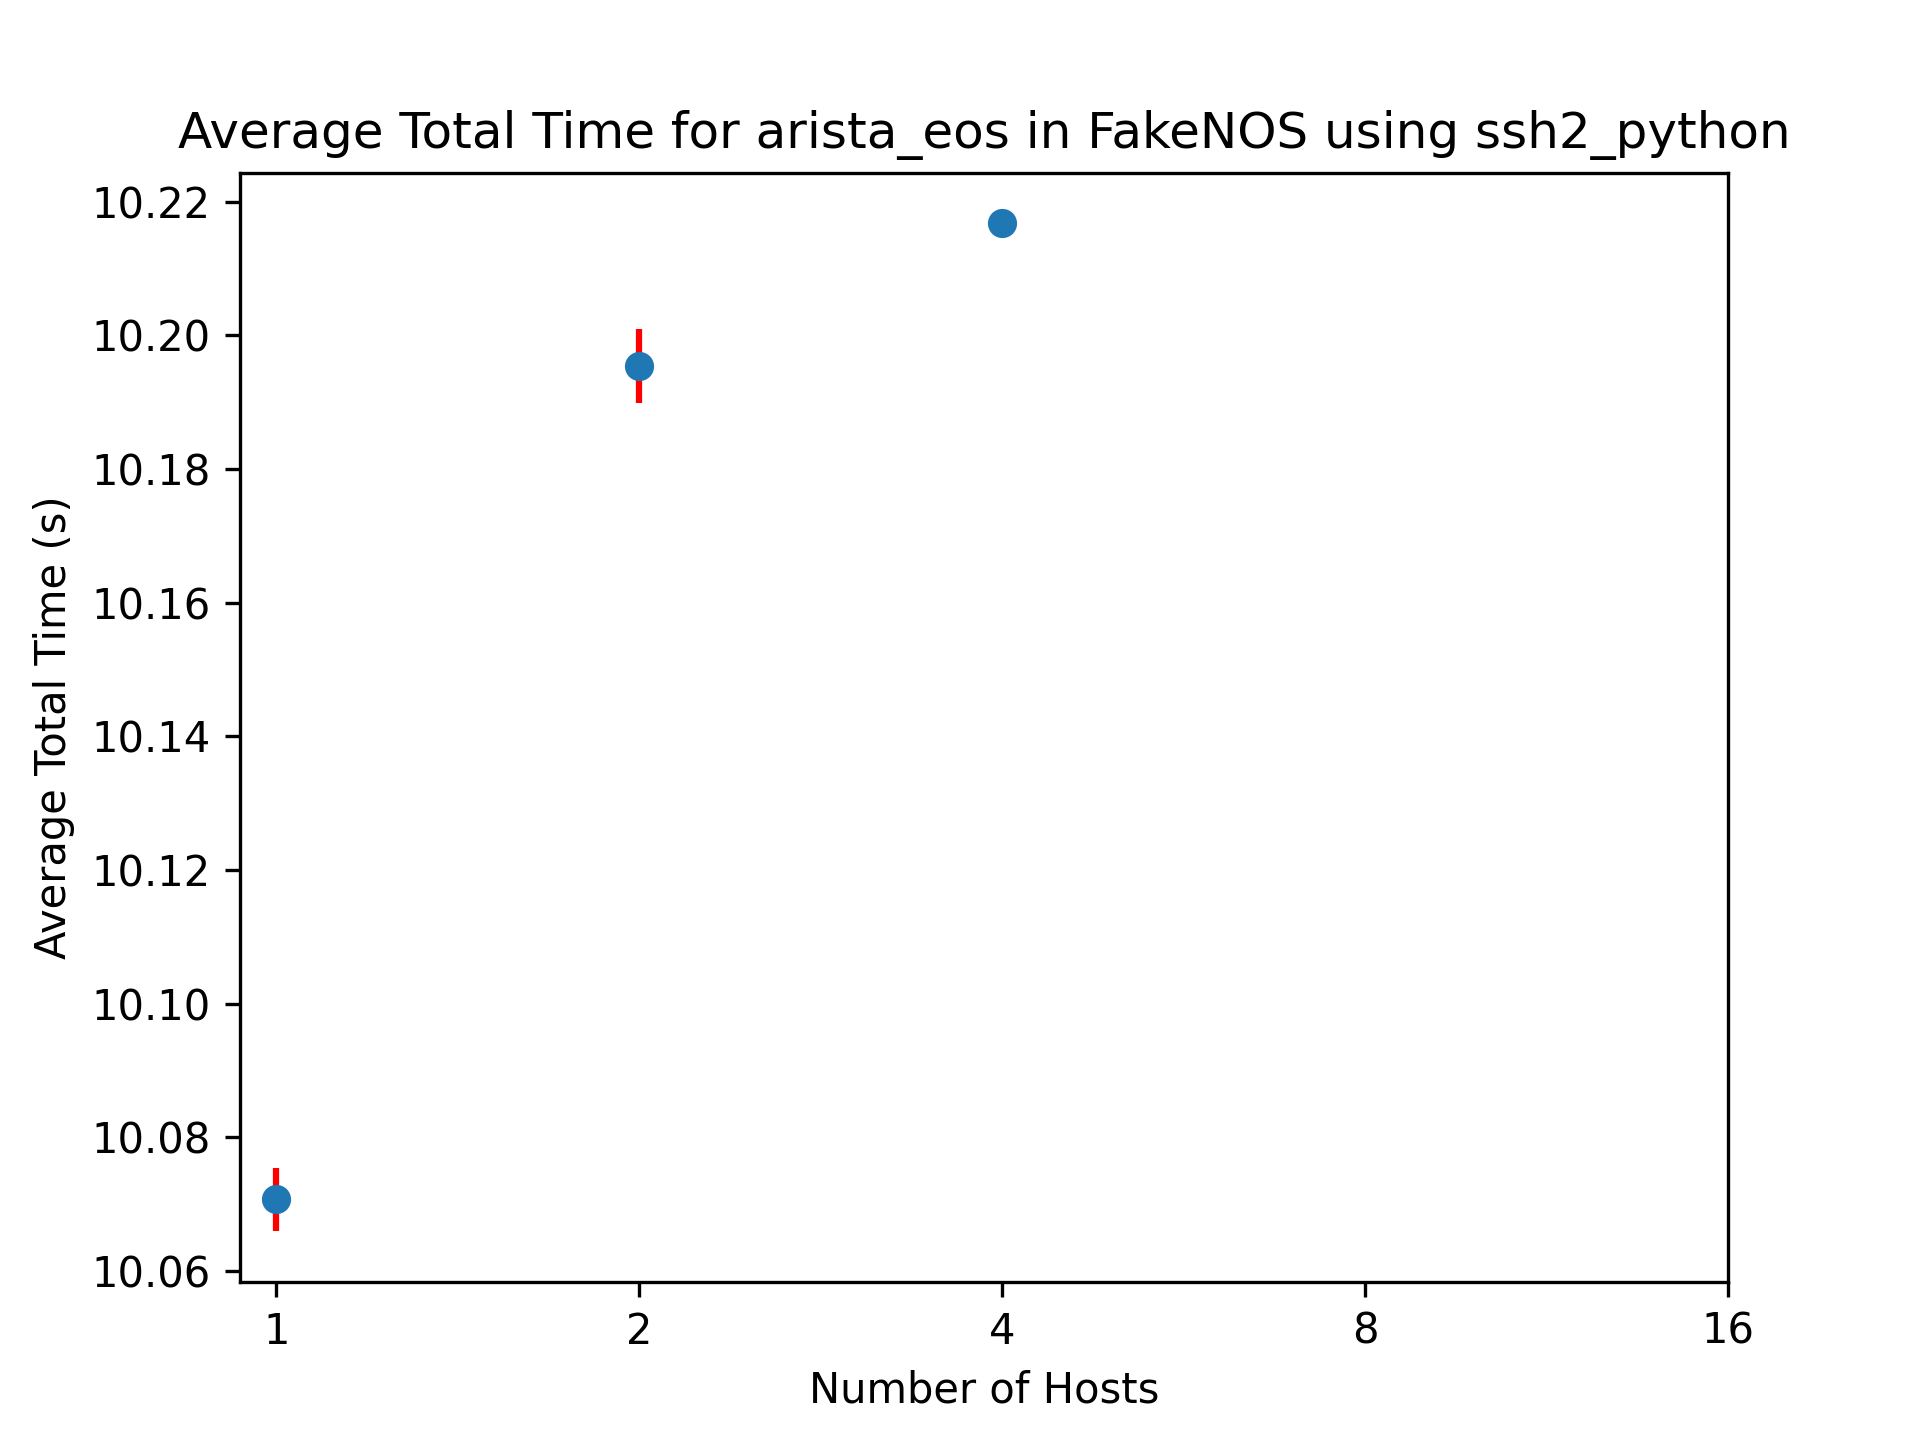 Average Total Time for arista_eos in FakeNOS using ssh2_python
10.22
10.20
10.18
10.16
10.14
10.12
10.10
10.08
10.06
Average Total Time (s)
1 2 4 8 16
Number of Hosts